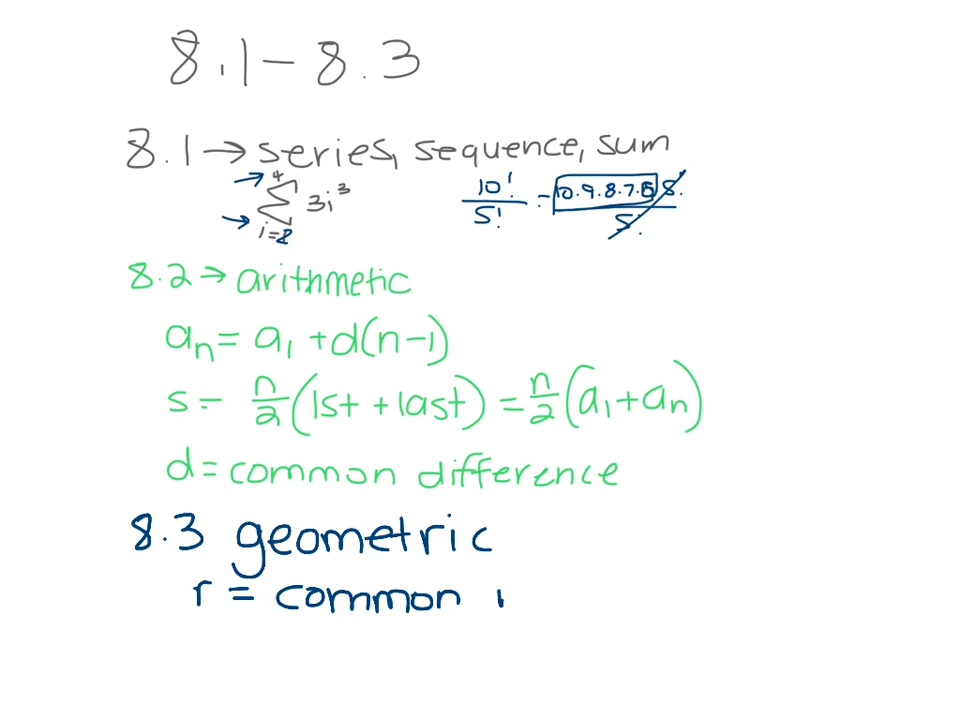 8.1 - 8.3
8.1 → series, sequence, sum
→ 4
∑ 3i³
→ i=2
10!/5! = 10.9.8.7.6 5!/5!
8.2 → arithmetic
aₙ = a₁ + d(n-1)
s = n/2 (1st + last) = n/2 (a₁ + aₙ)
d = common difference
8.3 geometric
r = common